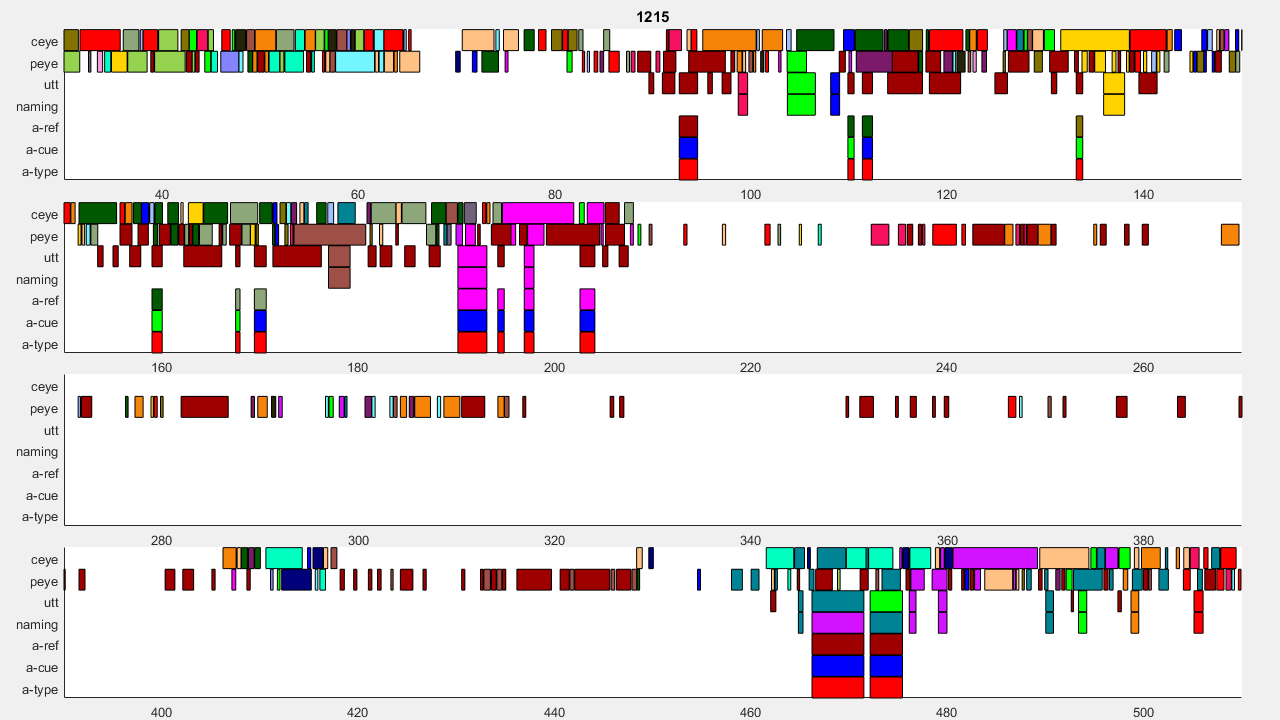 1215
ceye
peye
utt
naming
a-ref
a-cue
a-type
40 60 80 100 120 140
ceye
peye
utt
naming
a-ref
a-cue
a-type
160 180 200 220 240 260
ceye
peye
utt
naming
a-ref
a-cue
a-type
280 300 320 340 360 380
ceye
peye
utt
naming
a-ref
a-cue
a-type
400 420 440 460 480 500